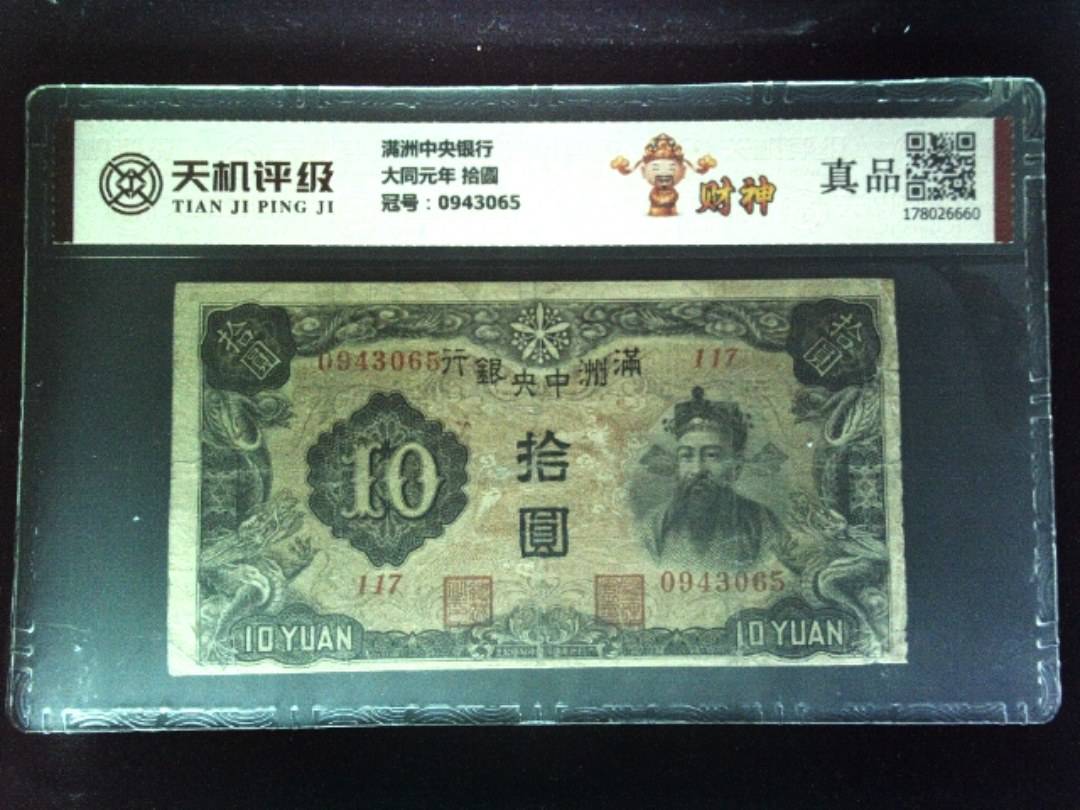 天机评级
TIAN JI PING JI
满洲中央银行
大同元年 拾圆
冠号：0943065
财神
真品
178026660
拾圓
拾圓
0943065
行銀央中洲滿
117
10
拾
圓
117
0943065
10 YUAN
10 YUAN